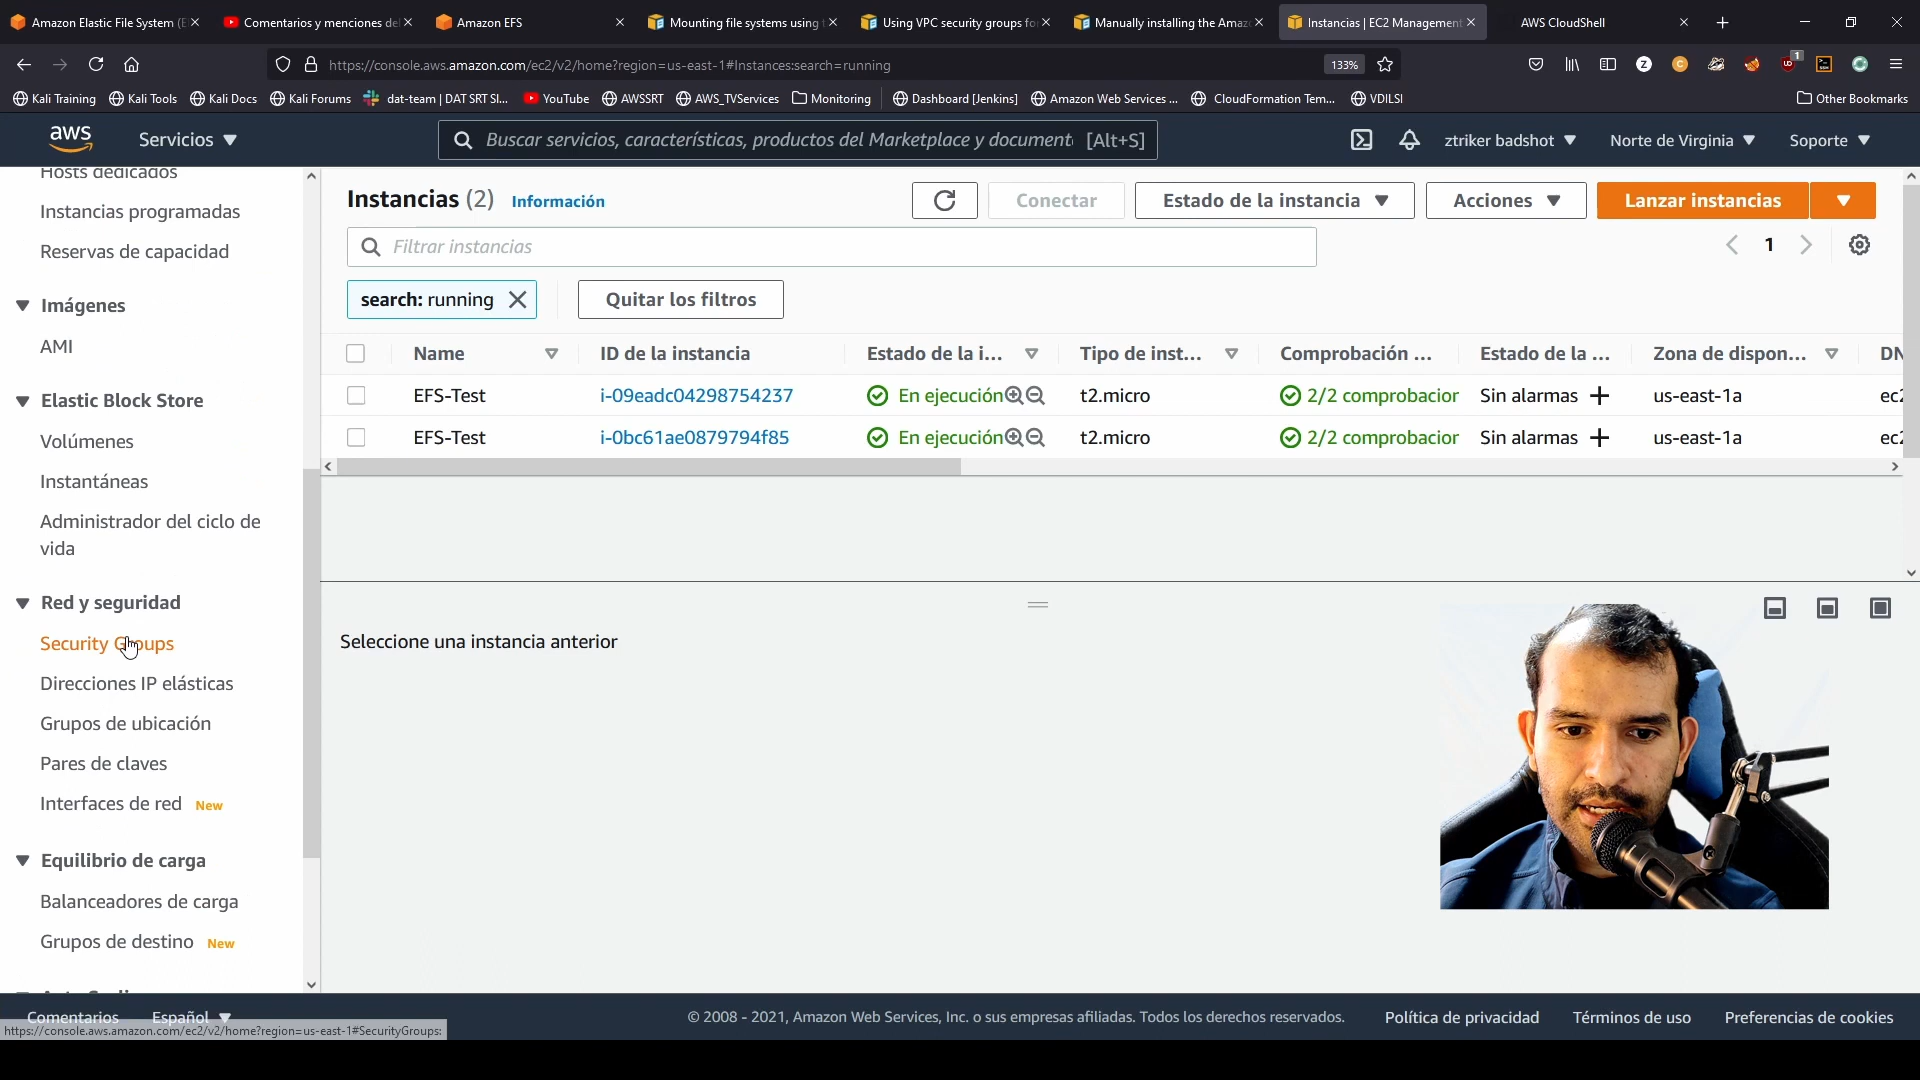 Amazon Elastic File System (E
Comentarios y menciones del
Amazon EFS
Mounting file systems using t
Using VPC security groups fo
Manually installing the Amaz
Instancias | EC2 Management
AWS CloudShell
https://console.aws.amazon.com/ec2/v2/home?region=us-east-1#Instances:search=running
133%
1
Kali Training
Kali Tools
Kali Docs
Kali Forums
dat-team | DAT SRT Sl...
YouTube
AWSSRT
AWS_TVServices
Monitoring
Dashboard [Jenkins]
Amazon Web Services ...
CloudFormation Tem...
VDILSI
Other Bookmarks
aws
Servicios
Buscar servicios, características, productos del Marketplace y document
[Alt+S]
ztriker badshot
Norte de Virginia
Soporte
Hosts dedicados
Instancias programadas
Reservas de capacidad
Imágenes
AMI
Elastic Block Store
Volúmenes
Instantáneas
Administrador del ciclo de
vida
Red y seguridad
Security Groups
Direcciones IP elásticas
Grupos de ubicación
Pares de claves
Interfaces de red New
Equilibrio de carga
Balanceadores de carga
Grupos de destino New
Instancias (2) Información
Conectar
Estado de la instancia
Acciones
Lanzar instancias
Filtrar instancias
1
search: running
Quitar los filtros
Name ID de la instancia Estado de la i... Tipo de inst... Comprobación ... Estado de la ... Zona de dispon... DN
EFS-Test i-09eadc04298754237 En ejecución t2.micro 2/2 comprobacior Sin alarmas + us-east-1a ec2
EFS-Test i-0bc61ae0879794f85 En ejecución t2.micro 2/2 comprobacior Sin alarmas + us-east-1a ec2
Seleccione una instancia anterior
Comentarios
Español
© 2008 - 2021, Amazon Web Services, Inc. o sus empresas afiliadas. Todos los derechos reservados.
Política de privacidad
Términos de uso
Preferencias de cookies
https://console.aws.amazon.com/ec2/v2/home?region=us-east-1#SecurityGroups: